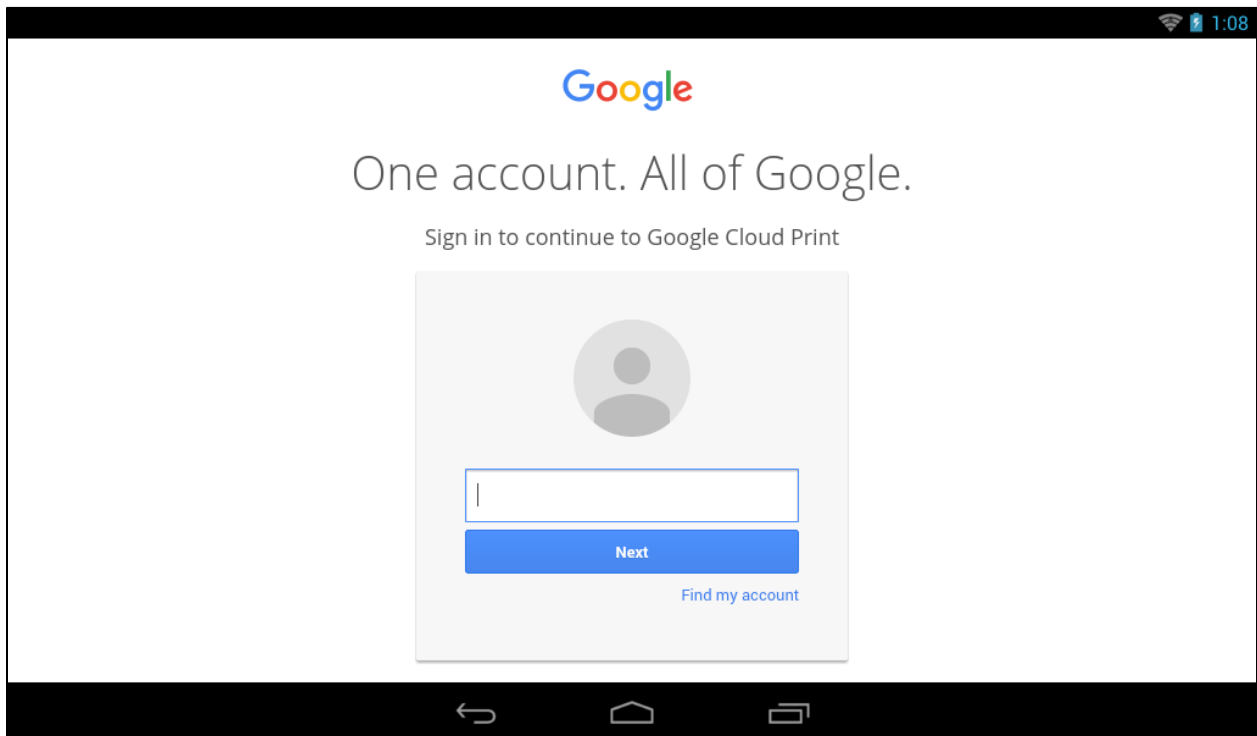 1:08
Google
One account. All of Google.
Sign in to continue to Google Cloud Print
Next
Find my account